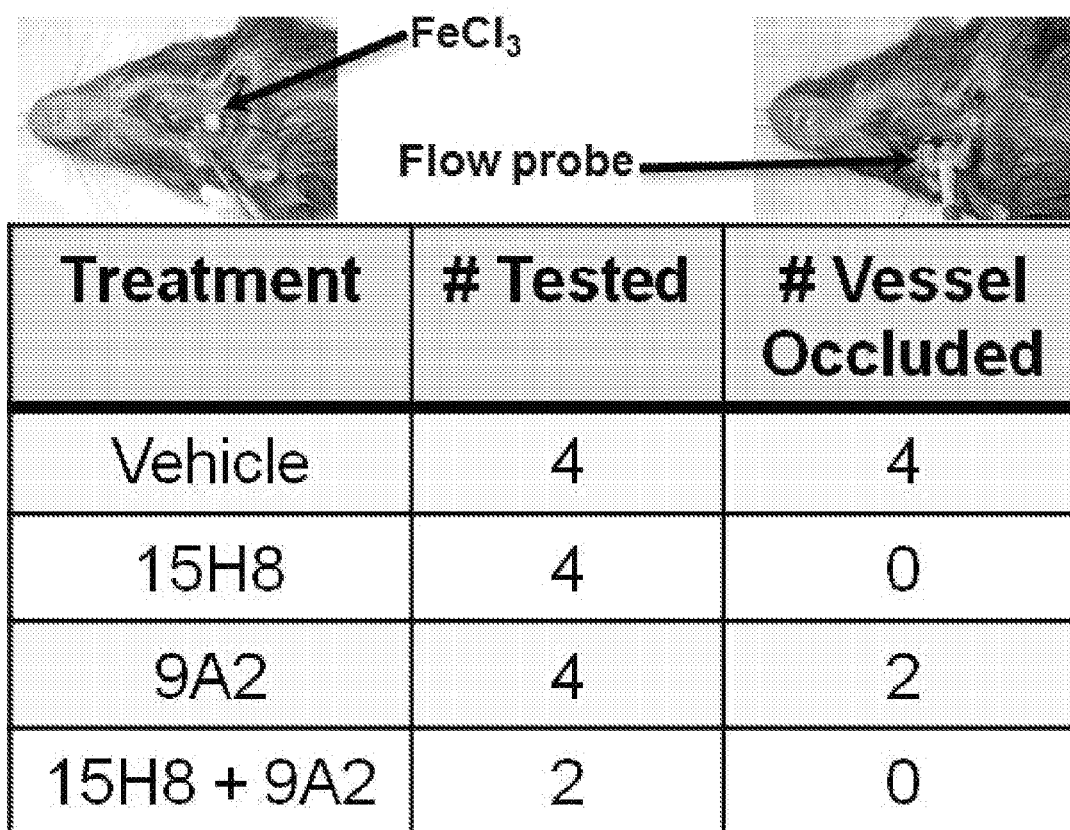 FeCl₃
Flow probe
Treatment # Tested # Vessel Occluded
Vehicle 4 4
15H8 4 0
9A2 4 2
15H8 + 9A2 2 0